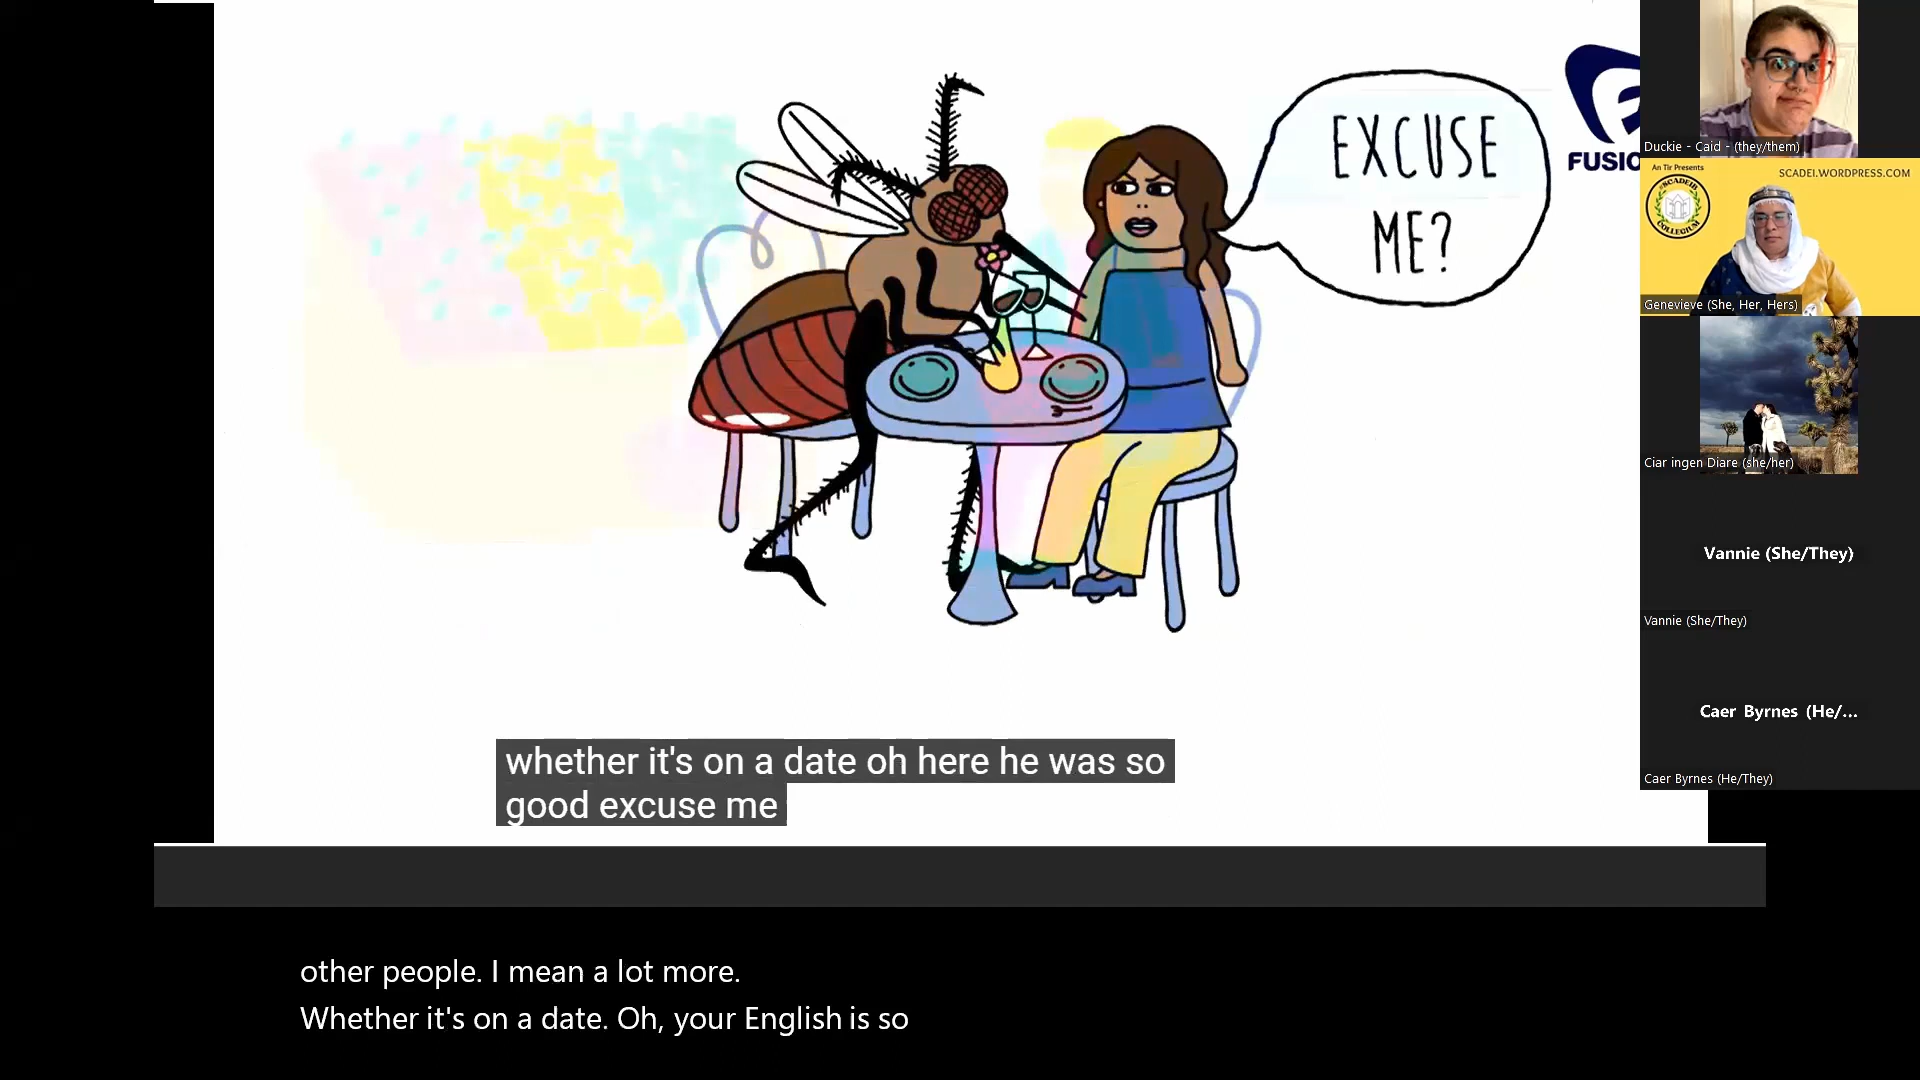 EXCUSE
ME?
FUSIO
whether it's on a date oh here he was so
good excuse me
other people. I mean a lot more.
Whether it's on a date. Oh, your English is so
Duckie - Caid - (they/them)
An Tir Presents
SCADEI.WORDPRESS.COM
COLLEGIUM
Genevieve (She, Her, Hers)
Ciar ingen Diare (she/her)
Vannie (She/They)
Vannie (She/They)
Caer Byrnes (He/...
Caer Byrnes (He/They)